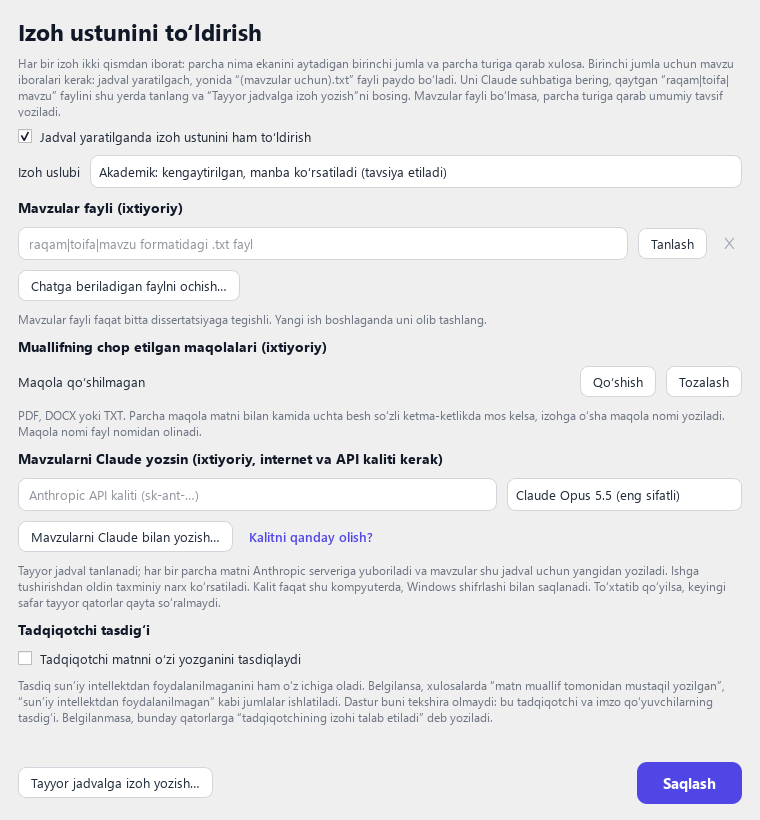 Izoh ustunini to‘ldirish
Har bir izoh ikki qismdan iborat: parcha nima ekanini aytadigan birinchi jumla va parcha turiga qarab xulosa. Birinchi jumla uchun mavzu
iboralari kerak: jadval yaratilgach, yonida “(mavzular uchun).txt” fayli paydo bo‘ladi. Uni Claude suhbatiga bering, qaytgan “raqam|toifa|
mavzu” faylini shu yerda tanlang va “Tayyor jadvalga izoh yozish”ni bosing. Mavzular fayli bo‘lmasa, parcha turiga qarab umumiy tavsif
yoziladi.
Jadval yaratilganda izoh ustunini ham to‘ldirish
Izoh uslubi
Akademik: kengaytirilgan, manba ko‘rsatiladi (tavsiya etiladi)
Mavzular fayli (ixtiyoriy)
raqam|toifa|mavzu formatidagi .txt fayl
Tanlash
X
Chatga beriladigan faylni ochish...
Mavzular fayli faqat bitta dissertatsiyaga tegishli. Yangi ish boshlaganda uni olib tashlang.
Muallifning chop etilgan maqolalari (ixtiyoriy)
Maqola qo‘shilmagan
Qo‘shish
Tozalash
PDF, DOCX yoki TXT. Parcha maqola matni bilan kamida uchta besh so‘zli ketma-ketlikda mos kelsa, izohga o‘sha maqola nomi yoziladi.
Maqola nomi fayl nomidan olinadi.
Mavzularni Claude yozsin (ixtiyoriy, internet va API kaliti kerak)
Anthropic API kaliti (sk-ant-...)
Claude Opus 5.5 (eng sifatli)
Mavzularni Claude bilan yozish...
Kalitni qanday olish?
Tayyor jadval tanlanadi; har bir parcha matni Anthropic serveriga yuboriladi va mavzular shu jadval uchun yangidan yoziladi. Ishga
tushirishdan oldin taxminiy narx ko‘rsatiladi. Kalit faqat shu kompyuterda, Windows shifrlashi bilan saqlanadi. To‘xtatib qo‘yilsa, keyingi
safar tayyor qatorlar qayta so‘ralmaydi.
Tadqiqotchi tasdig‘i
Tadqiqotchi matnni o‘zi yozganini tasdiqlaydi
Tasdiq sun’iy intellektdan foydalanilmaganini ham o‘z ichiga oladi. Belgilansa, xulosalarda “matn muallif tomonidan mustaqil yozilgan”,
“sun’iy intellektdan foydalanilmagan” kabi jumlalar ishlatiladi. Dastur buni tekshira olmaydi: bu tadqiqotchi va imzo qo‘yuvchilarning
tasdig‘i. Belgilanmasa, bunday qatorlarga “tadqiqotchining izohi talab etiladi” deb yoziladi.
Tayyor jadvalga izoh yozish...
Saqlash